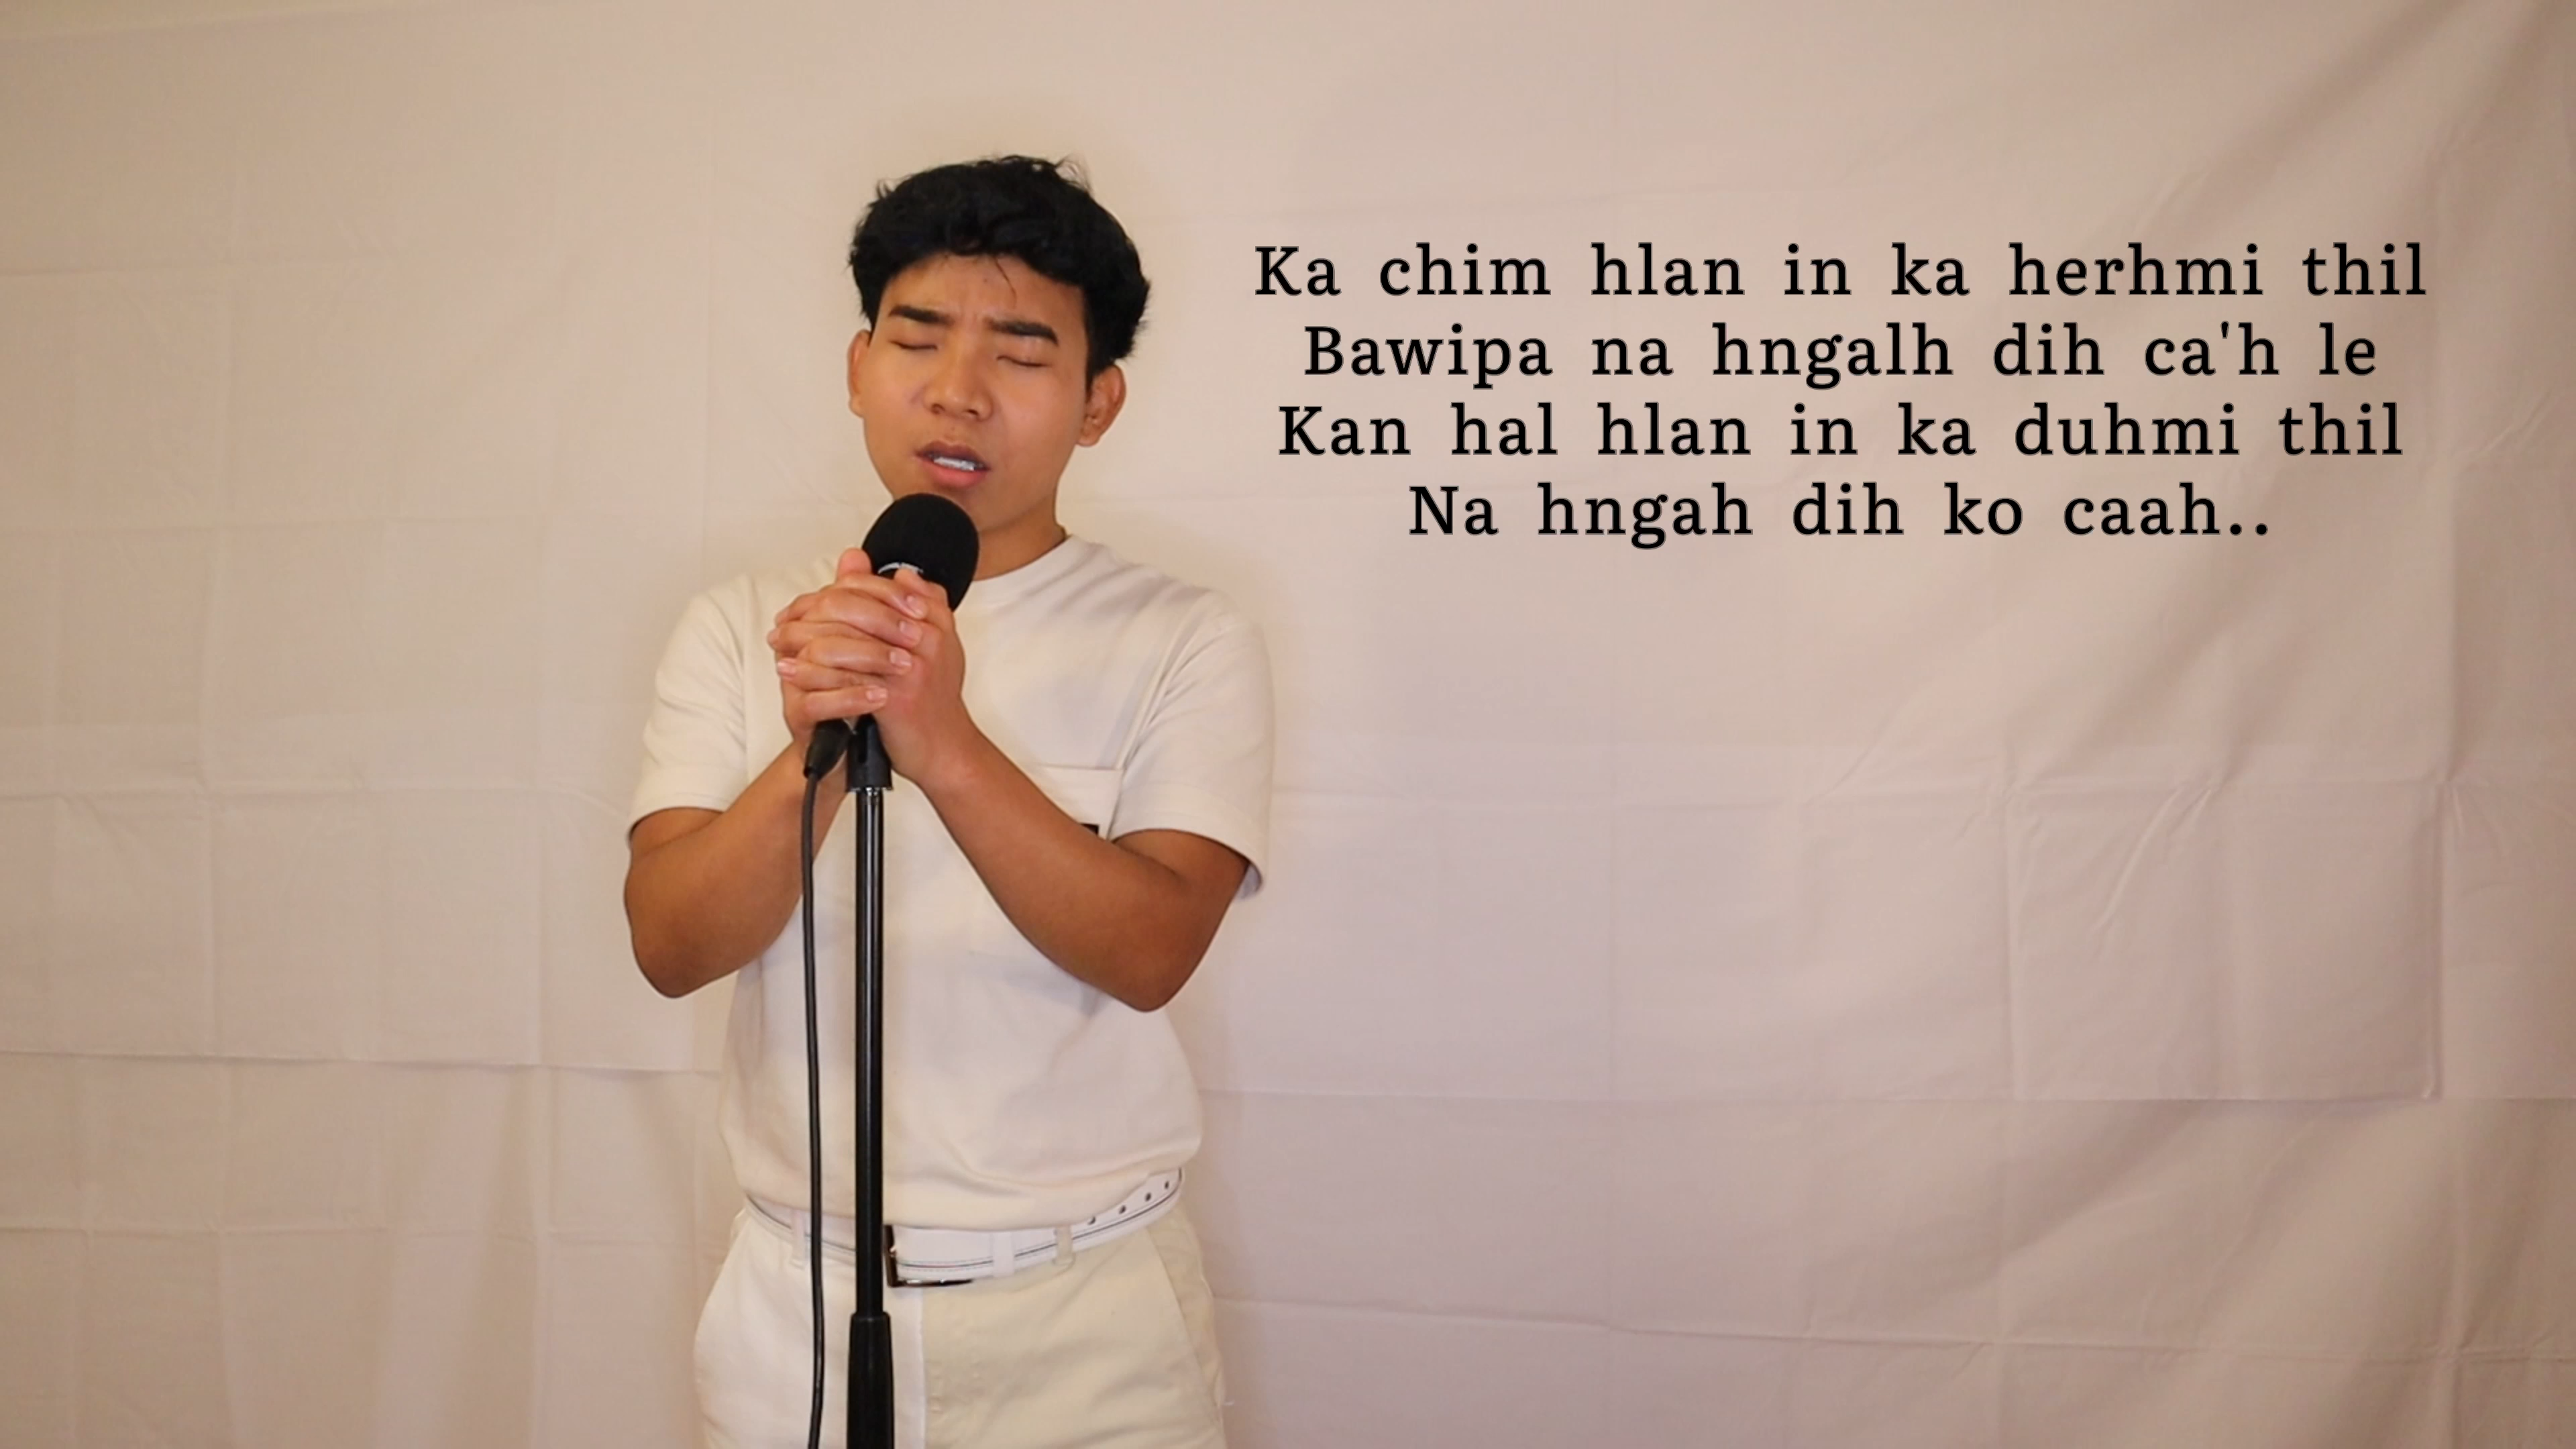 Ka chim hlan in ka herhmi thil
Bawipa na hngalh dih ca'h le
Kan hal hlan in ka duhmi thil
Na hngah dih ko caah..